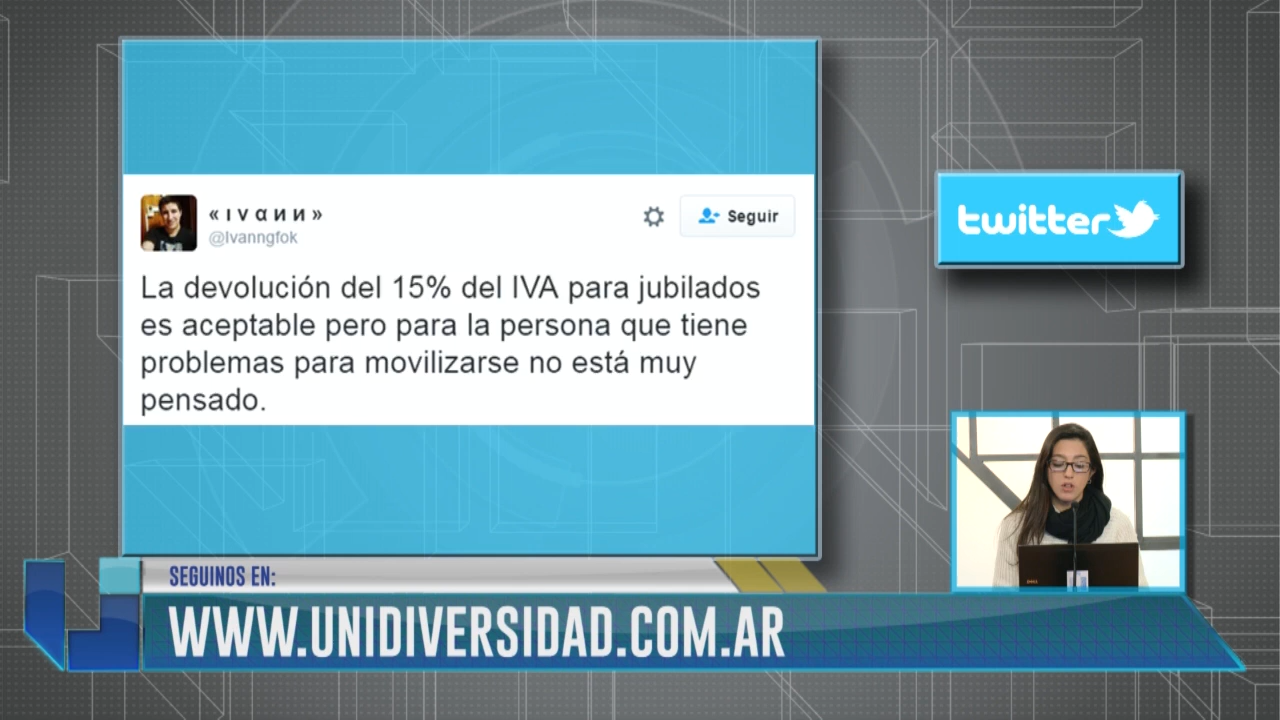 « ı ν α и и »
@Ivanngfok
Seguir
La devolución del 15% del IVA para jubilados
es aceptable pero para la persona que tiene
problemas para movilizarse no está muy
pensado.
twitter
SEGUINOS EN:
WWW.UNIDIVERSIDAD.COM.AR